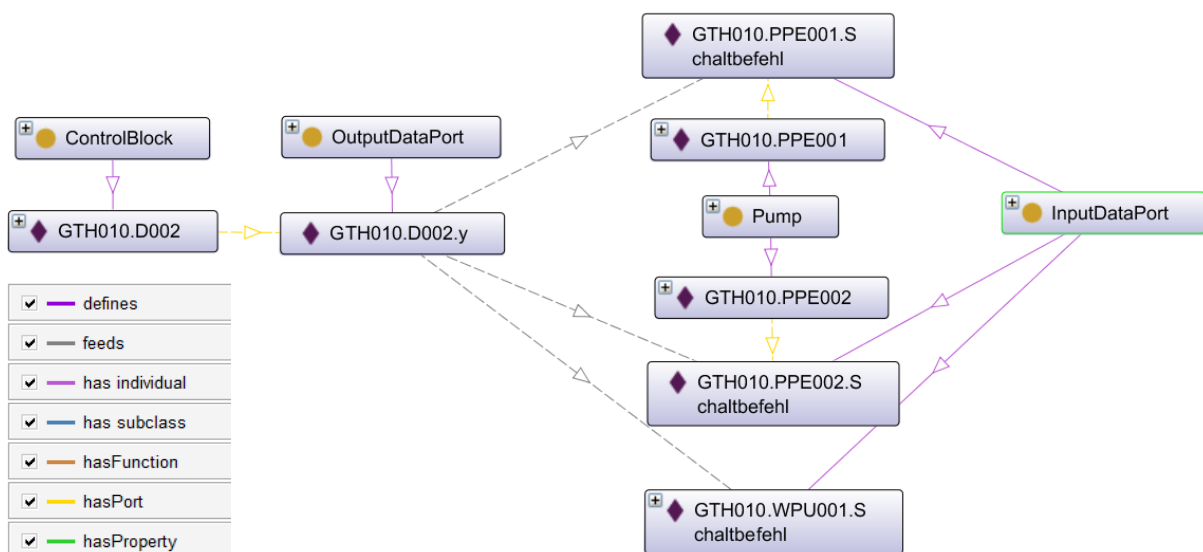 GTH010.PPE001.S
chaltbefehl
ControlBlock
OutputDataPort
GTH010.PPE001
GTH010.D002
GTH010.D002.y
Pump
InputDataPort
GTH010.PPE002
GTH010.PPE002.S
chaltbefehl
GTH010.WPU001.S
chaltbefehl
defines
feeds
has individual
has subclass
hasFunction
hasPort
hasProperty